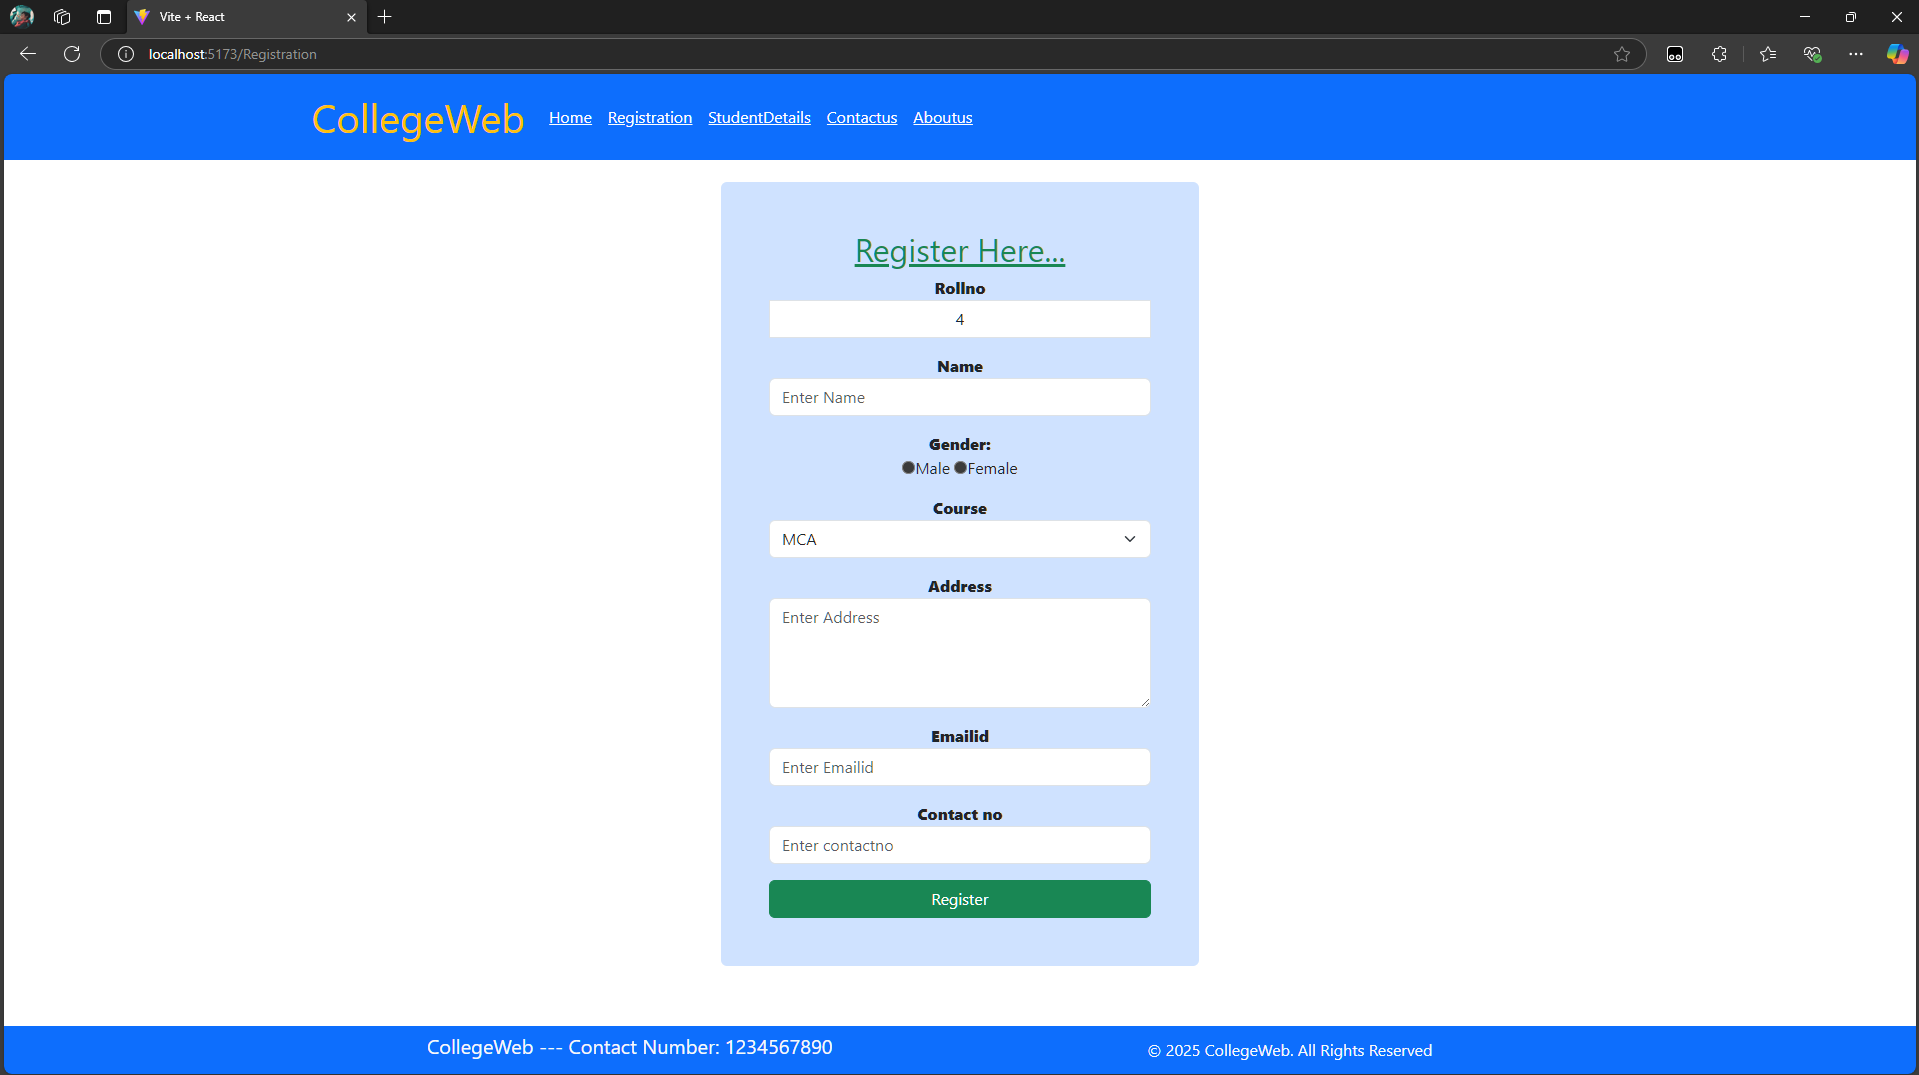 Vite + React
localhost:5173/Registration
CollegeWeb Home Registration StudentDetails Contactus Aboutus
Register Here...
Rollno
4
Name
Enter Name
Gender:
Male Female
Course
MCA
Address
Enter Address
Emailid
Enter Emailid
Contact no
Enter contactno
Register
CollegeWeb --- Contact Number: 1234567890 © 2025 CollegeWeb. All Rights Reserved